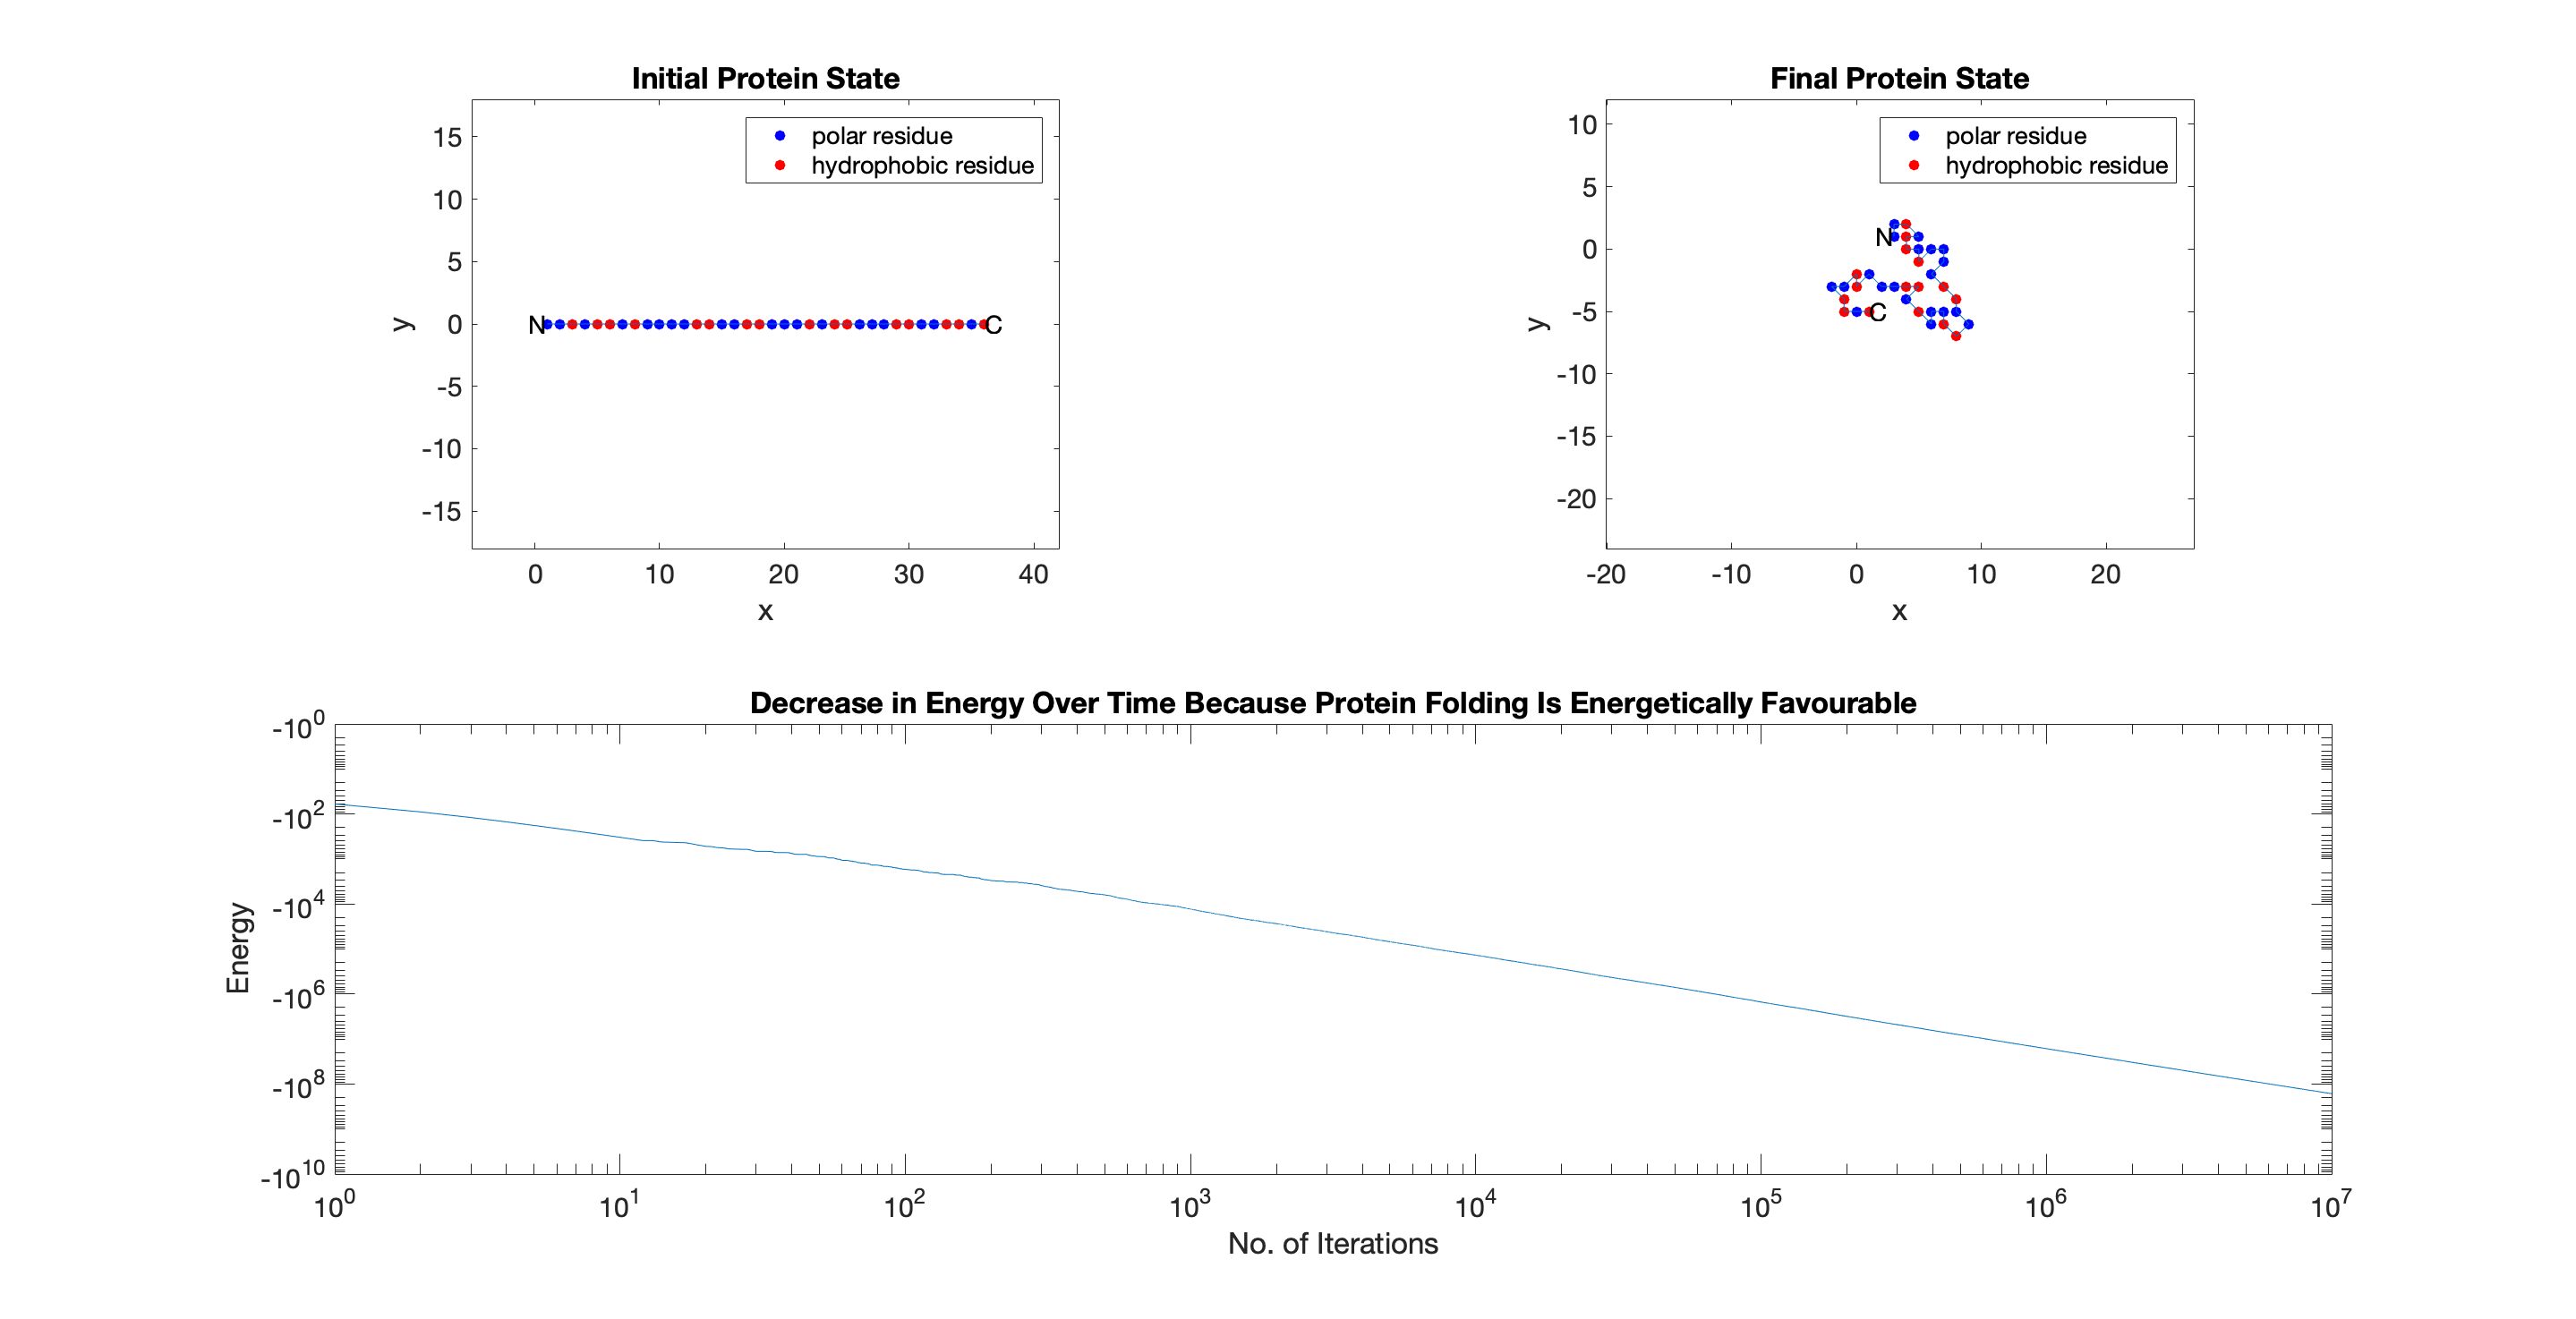 Initial Protein State
polar residue
hydrophobic residue
15
10
5
0
-5
-10
-15
y
N
C
0 10 20 30 40
x
Final Protein State
polar residue
hydrophobic residue
10
5
0
-5
-10
-15
-20
y
N
C
-20 -10 0 10 20
x
Decrease in Energy Over Time Because Protein Folding Is Energetically Favourable
-10^0
-10^2
-10^4
-10^6
-10^8
-10^10
Energy
10^0 10^1 10^2 10^3 10^4 10^5 10^6 10^7
No. of Iterations